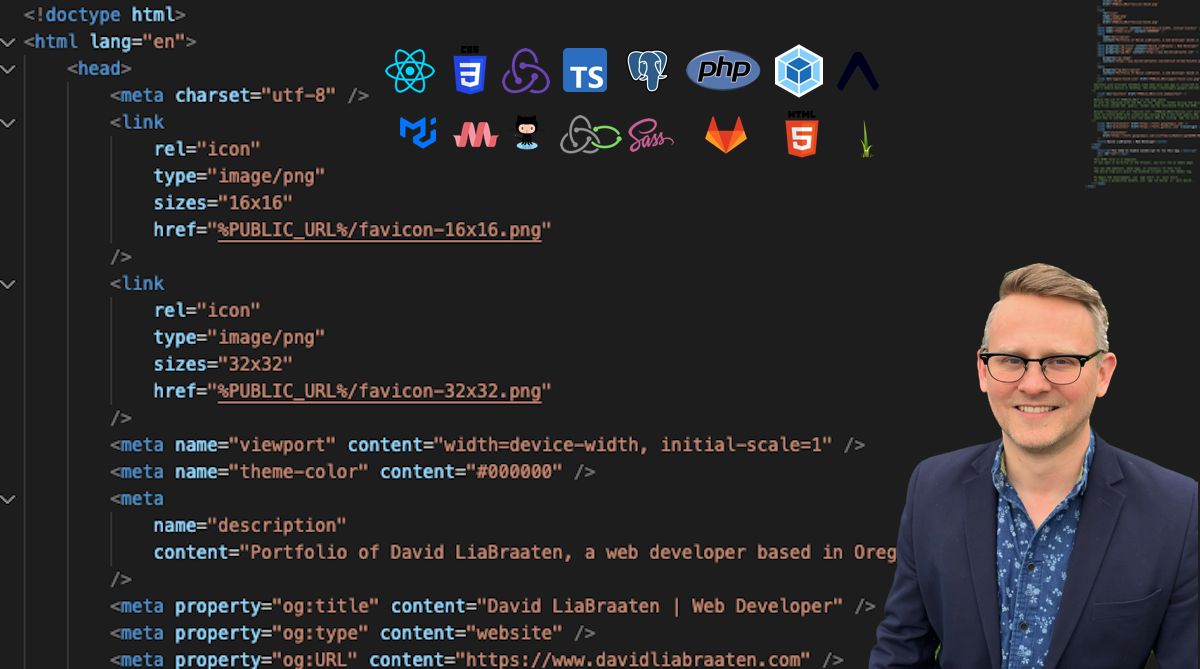 <!doctype html>
<html lang="en">
<head>
<meta charset="utf-8" />
<link
rel="icon"
type="image/png"
sizes="16x16"
href="%PUBLIC_URL%/favicon-16x16.png"
/>
<link
rel="icon"
type="image/png"
sizes="32x32"
href="%PUBLIC_URL%/favicon-32x32.png"
/>
<meta name="viewport" content="width=device-width, initial-scale=1" />
<meta name="theme-color" content="#000000" />
<meta
name="description"
content="Portfolio of David LiaBraaten, a web developer based in Oreg
/>
<meta property="og:title" content="David LiaBraaten | Web Developer" />
<meta property="og:type" content="website" />
<meta property="og:URL" content="https://www.davidliabraaten.com" />
CSS
3
TS
php
Sass
HTML
5